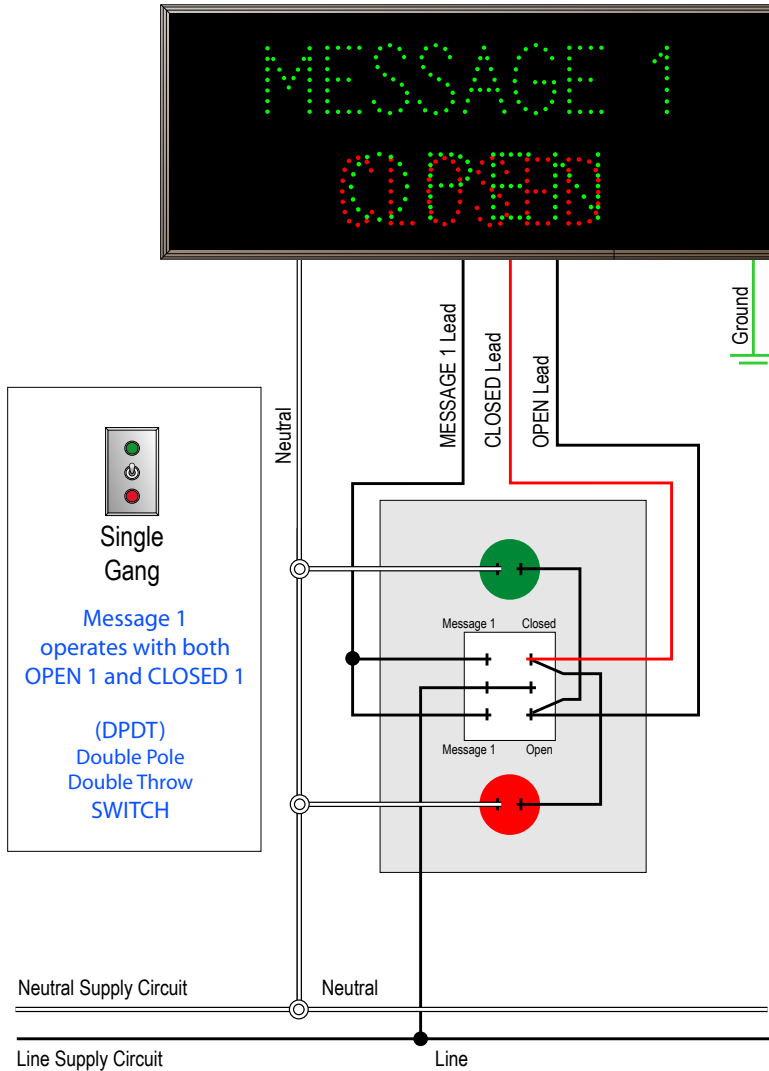 MESSAGE 1
OPEN
CLOSED
Neutral
MESSAGE 1 Lead
CLOSED Lead
OPEN Lead
Ground
Single
Gang
Message 1
operates with both
OPEN 1 and CLOSED 1
(DPDT)
Double Pole
Double Throw
SWITCH
Message 1
Closed
Message 1
Open
Neutral Supply Circuit
Neutral
Line Supply Circuit
Line